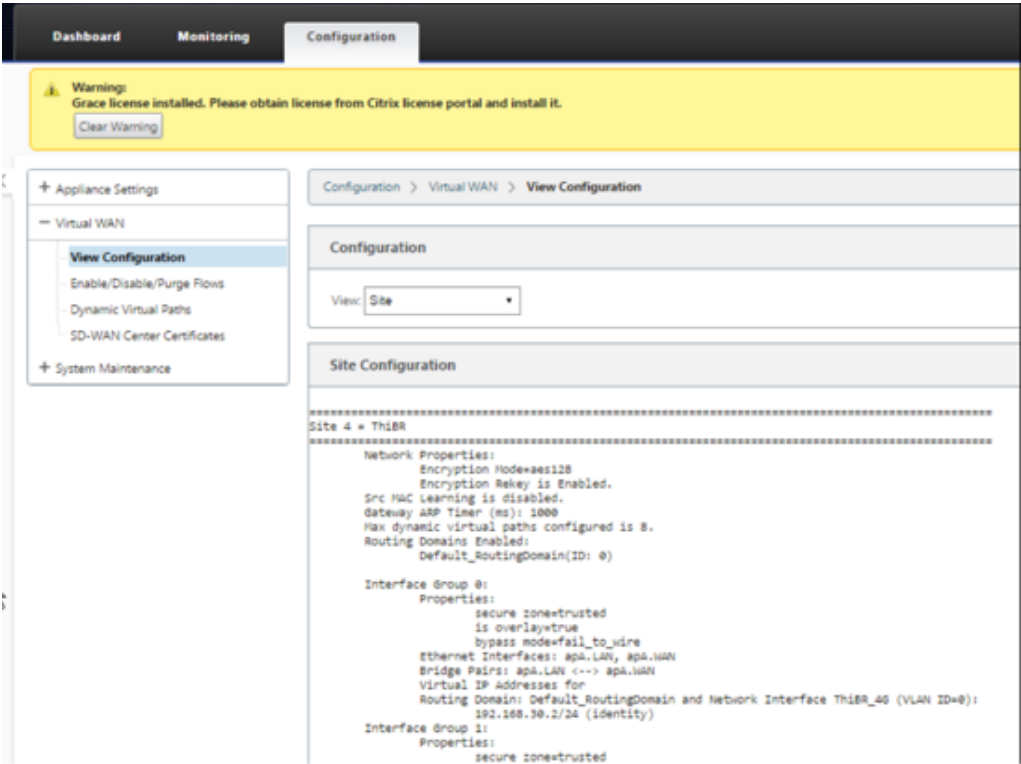 Dashboard Monitoring Configuration
Warning:
Grace license installed. Please obtain license from Citrix license portal and install it.
Clear Warning
+ Appliance Settings
− Virtual WAN
View Configuration
Enable/Disable/Purge Flows
Dynamic Virtual Paths
SD-WAN Center Certificates
+ System Maintenance
Configuration > Virtual WAN > View Configuration
Configuration
View: Site
Site Configuration
====================================================================================================
Site 4 = ThiBR
====================================================================================================
Network Properties:
Encryption Mode=aes128
Encryption Rekey is Enabled.
Src MAC Learning is disabled.
Gateway ARP Timer (ms): 1000
Max dynamic virtual paths configured is 8.
Routing Domains Enabled:
Default_RoutingDomain(ID: 0)
Interface Group 0:
Properties:
secure zone=trusted
is overlay=true
bypass mode=fail_to_wire
Ethernet Interfaces: apA.LAN, apA.WAN
Bridge Pairs: apA.LAN <--> apA.WAN
Virtual IP Addresses for
Routing Domain: Default_RoutingDomain and Network Interface ThiBR_4G (VLAN ID=0):
192.168.30.2/24 (identity)
Interface Group 1:
Properties:
secure zone=trusted